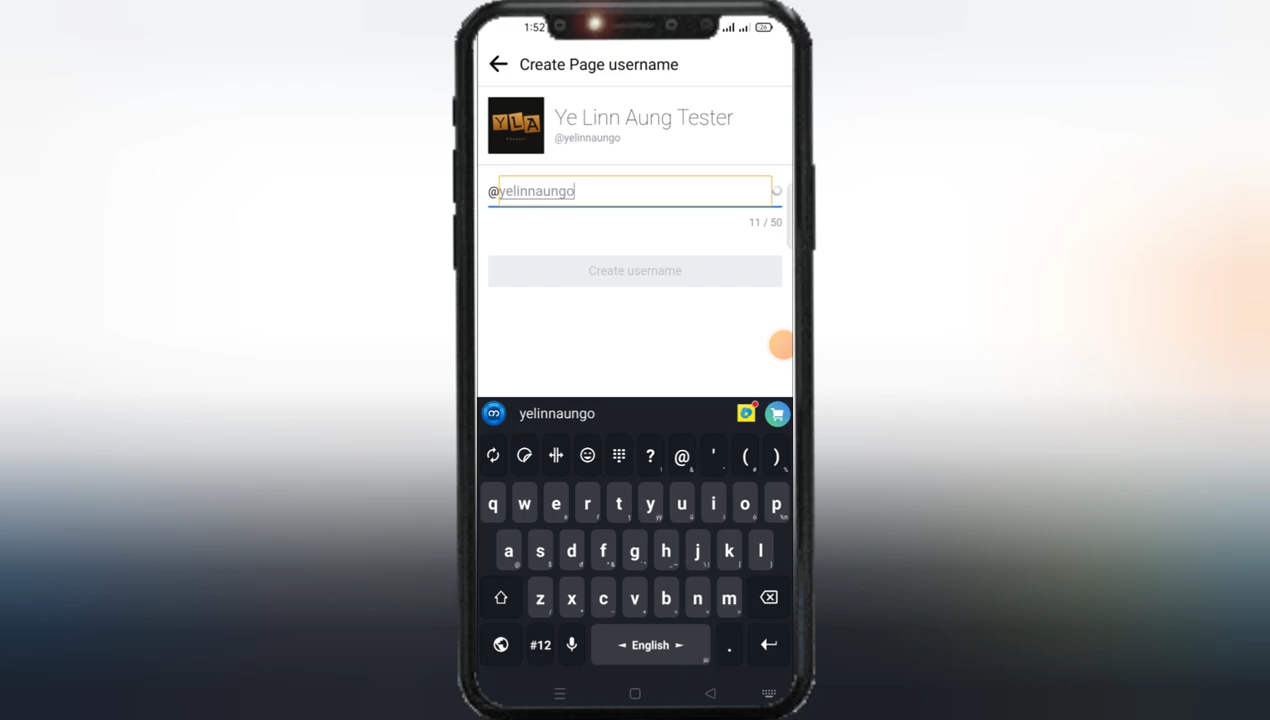 1:52
26
Create Page username
YLA
Ye Linn Aung Tester
@yelinnaungo
@yelinnaungo
11 / 50
Create username
yelinnaungo
? @ ' ( )
q w e r t y u i o p
a s d f g h j k l
z x c v b n m
#12 English .